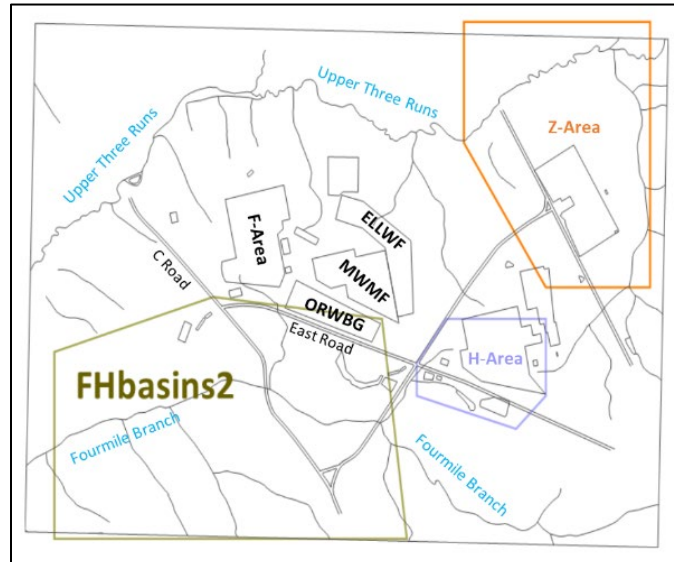 Upper Three Runs
Z-Area
Upper Three Runs
F-Area
ELLWF
MWMF
C Road
ORWBG
East Road
H-Area
FHbasins2
Fourmile Branch
Fourmile Branch